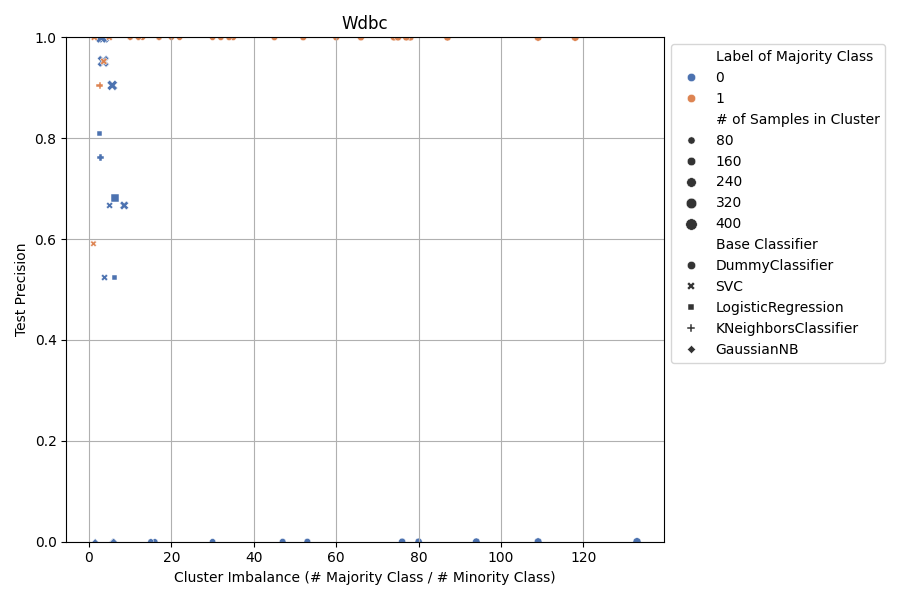 Wdbc
1.0
0.8
0.6
0.4
0.2
0.0
Test Precision
0
20
40
60
80
100
120
Cluster Imbalance (# Majority Class / # Minority Class)
Label of Majority Class
0
1
# of Samples in Cluster
80
160
240
320
400
Base Classifier
DummyClassifier
SVC
LogisticRegression
KNeighborsClassifier
GaussianNB